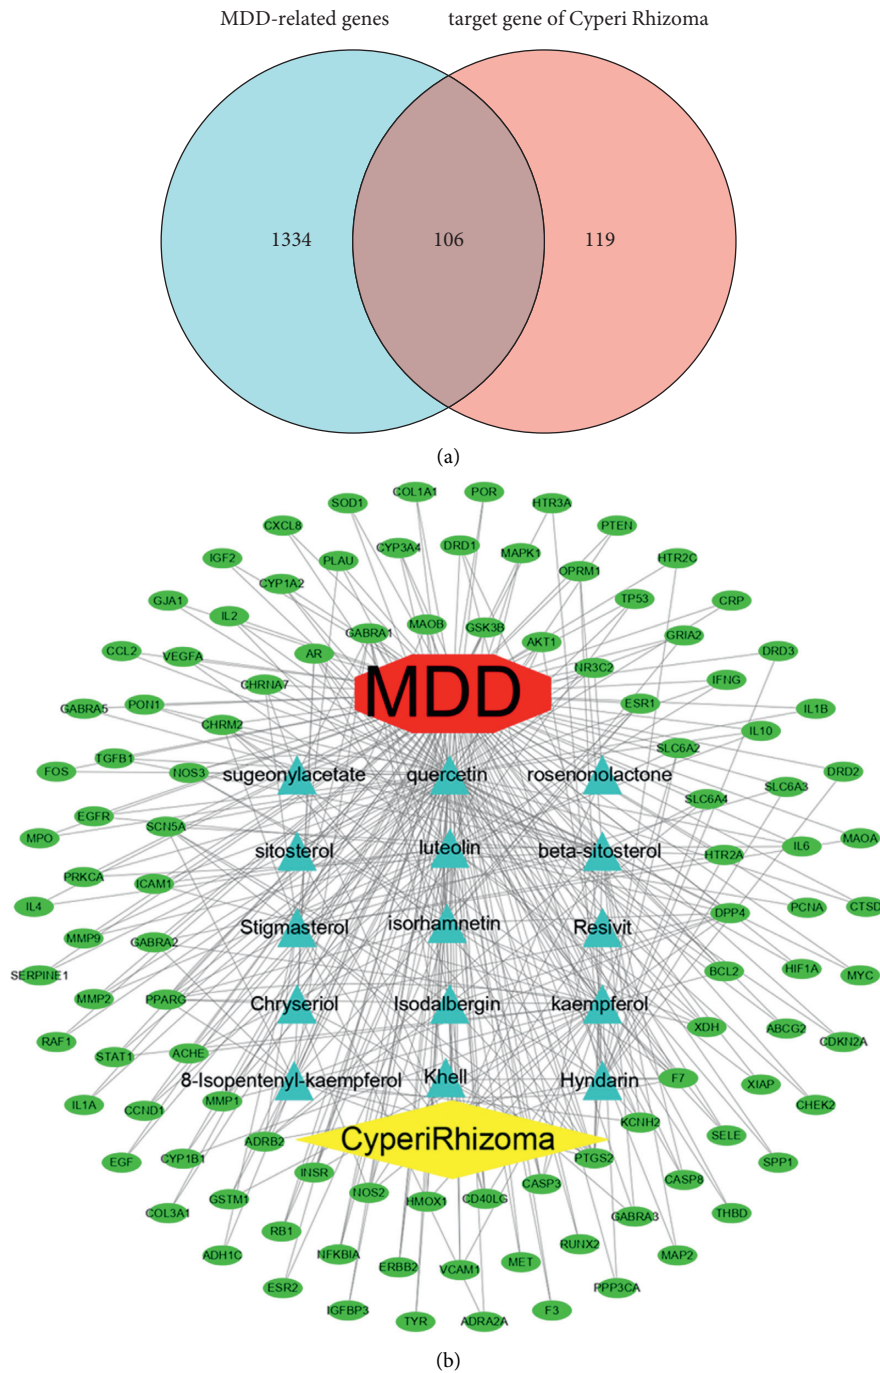 MDD-related genes target gene of Cyperi Rhizoma
1334 106 119
(a)
COL1A1 POR
SOD1 HTR3A
CXCL8 PTEN
CYP3A4 DRD1 MAPK1
IGF2 PLAU OPRM1 HTR2C
CYP1A2 TP53
GJA1 IL2 CRP
GABRA1 MAOB GSK3B AKT1 GRIA2
CCL2 VEGFA AR NR3C2 DRD3
CHRNA7 IFNG
GABRA5 PON1 MDD ESR1 IL1B
CHRM2 IL10
FOS TGFB1 NOS3 SLC6A2 DRD2
sugeonylacetate quercetin rosenonolactone SLC6A3
EGFR SLC6A4
MPO SCN5A MAOA
sitosterol luteolin beta-sitosterol HTR2A IL6
PRKCA ICAM1
IL4 PCNA CTSD
MMP9 GABRA2 Stigmasterol isorhamnetin Resivit DPP4
SERPINE1 BCL2 HIF1A MYC
MMP2 PPARG Chryseriol Isodalbergin kaempferol
RAF1 XDH ABCG2 CDKN2A
STAT1 ACHE
8-Isopentenyl-kaempferol Khell Hyndarin F7 XIAP
IL1A CCND1 MMP1 CHEK2
KCNH2 SELE
EGF CYP1B1 ADRB2 CyperiRhizoma PTGS2 SPP1
INSR CASP3 CASP8
COL3A1 GSTM1 NOS2 HMOX1 CD40LG GABRA3 THBD
RB1 RUNX2
ADH1C NFKBIA ERBB2 VCAM1 MET MAP2
ESR2 PPP3CA
IGFBP3 TYR ADRA2A F3
(b)